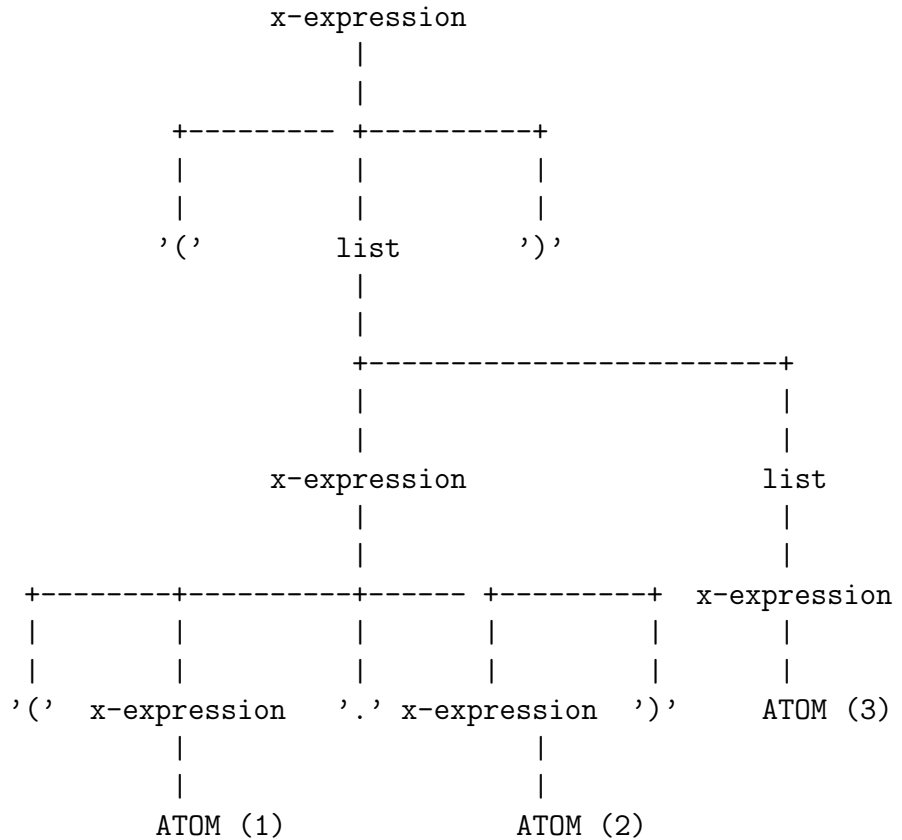 x-expression
|
|
+--------- +----------+
| | |
| | |
'(' list ')'
|
|
+-------------------------+
| |
| |
x-expression list
| |
| |
+--------+----------+------ +---------+ x-expression
| | | | | |
| | | | | |
'(' x-expression '.' x-expression ')' ATOM (3)
| |
| |
ATOM (1) ATOM (2)